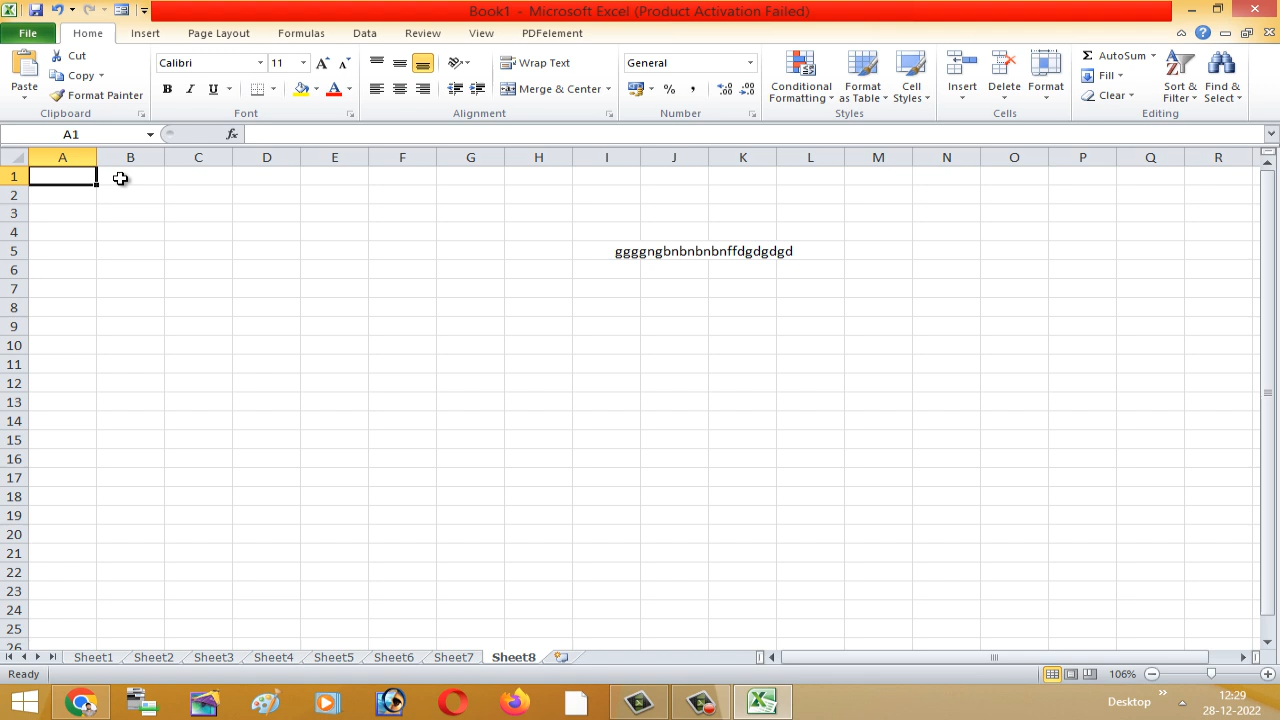 Book1 - Microsoft Excel (Product Activation Failed)
File Home Insert Page Layout Formulas Data Review View PDFelement
Cut Calibri 11 Wrap Text General AutoSum
Copy Fill
Paste Format Painter B I U Merge & Center % , Conditional Formatting Format as Table Cell Styles Insert Delete Format Clear Sort & Filter Find & Select
Clipboard Font Alignment Number Styles Cells Editing
A1 fx
A B C D E F G H I J K L M N O P Q R
1
2
3
4
5 ggggngbnbnbnbnffdgdgdgd
6
7
8
9
10
11
12
13
14
15
16
17
18
19
20
21
22
23
24
25
26
Sheet1 Sheet2 Sheet3 Sheet4 Sheet5 Sheet6 Sheet7 Sheet8
Ready 106%
Desktop 12:29
28-12-2022